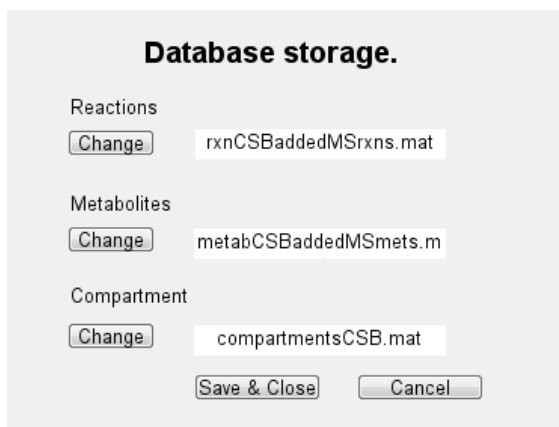 Database storage.
Reactions
Change rxnCSBaddedMSrxns.mat
Metabolites
Change metabCSBaddedMSmets.m
Compartment
Change compartmentsCSB.mat
Save & Close Cancel